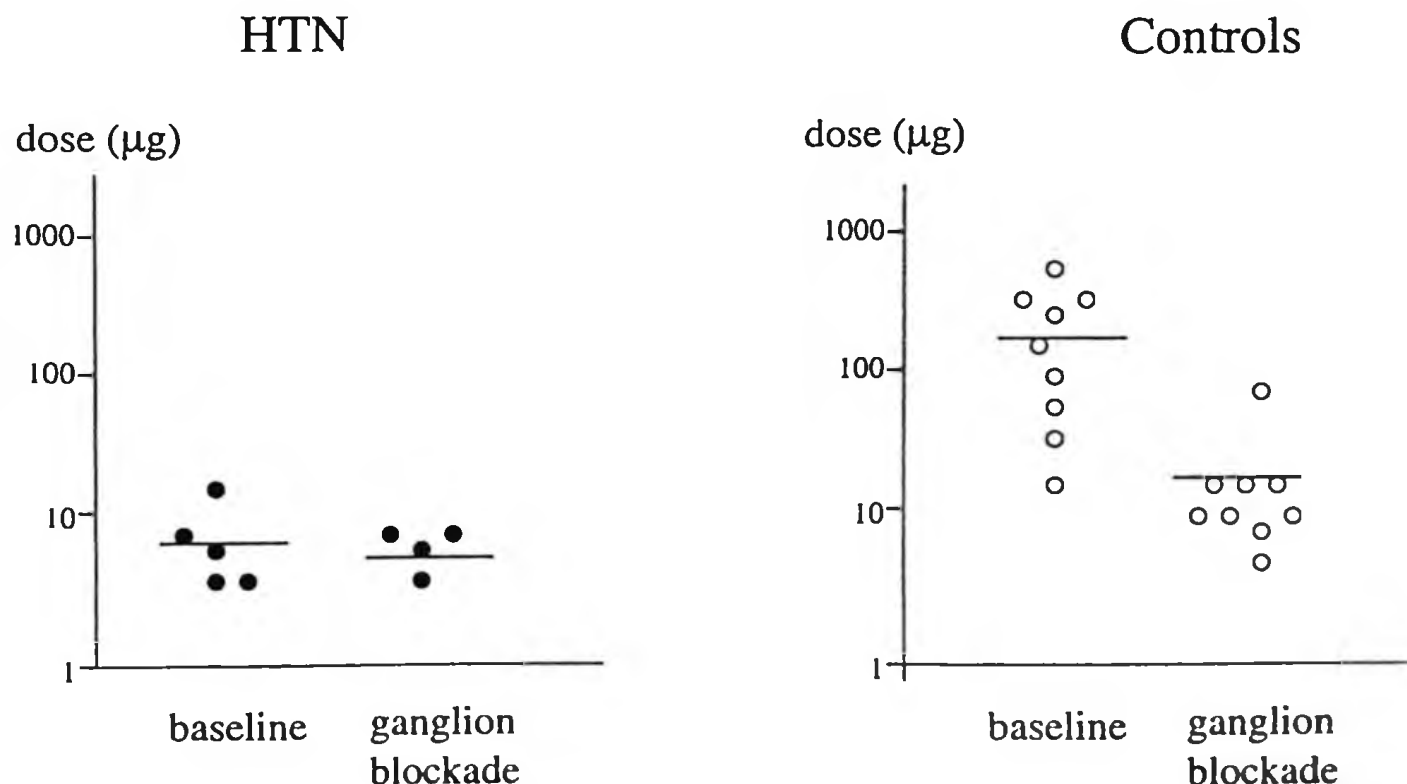 HTN
dose (µg)
1000
100
10
1
baseline
ganglion
blockade
Controls
dose (µg)
1000
100
10
1
baseline
ganglion
blockade